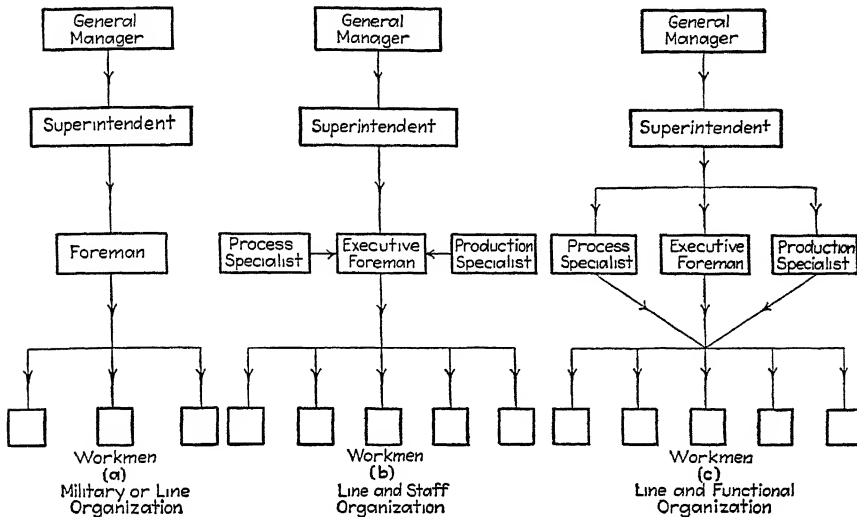 General
Manager
Superintendent
Foreman
Workmen
(a)
Military or Line
Organization
General
Manager
Superintendent
Process
Specialist
Executive
Foreman
Production
Specialist
Workmen
(b)
Line and Staff
Organization
General
Manager
Superintendent
Process
Specialist
Executive
Foreman
Production
Specialist
Workmen
(c)
Line and Functional
Organization